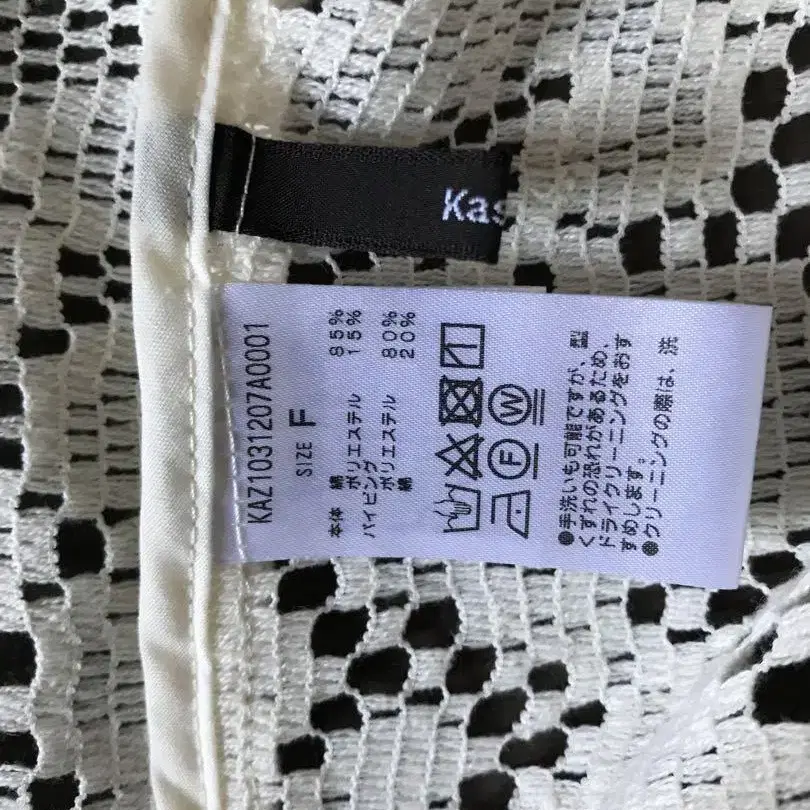 Kas
KAZ1031207A0001
SIZE F
本体 綿 85%
ポリエステル 15%
パイピング
ポリエステル 80%
綿 20%
W
F
●手洗いも可能ですが、型
くずれの恐れがあるため、
ドライクリーニングをおす
すめします。
●クリーニングの際は、洗